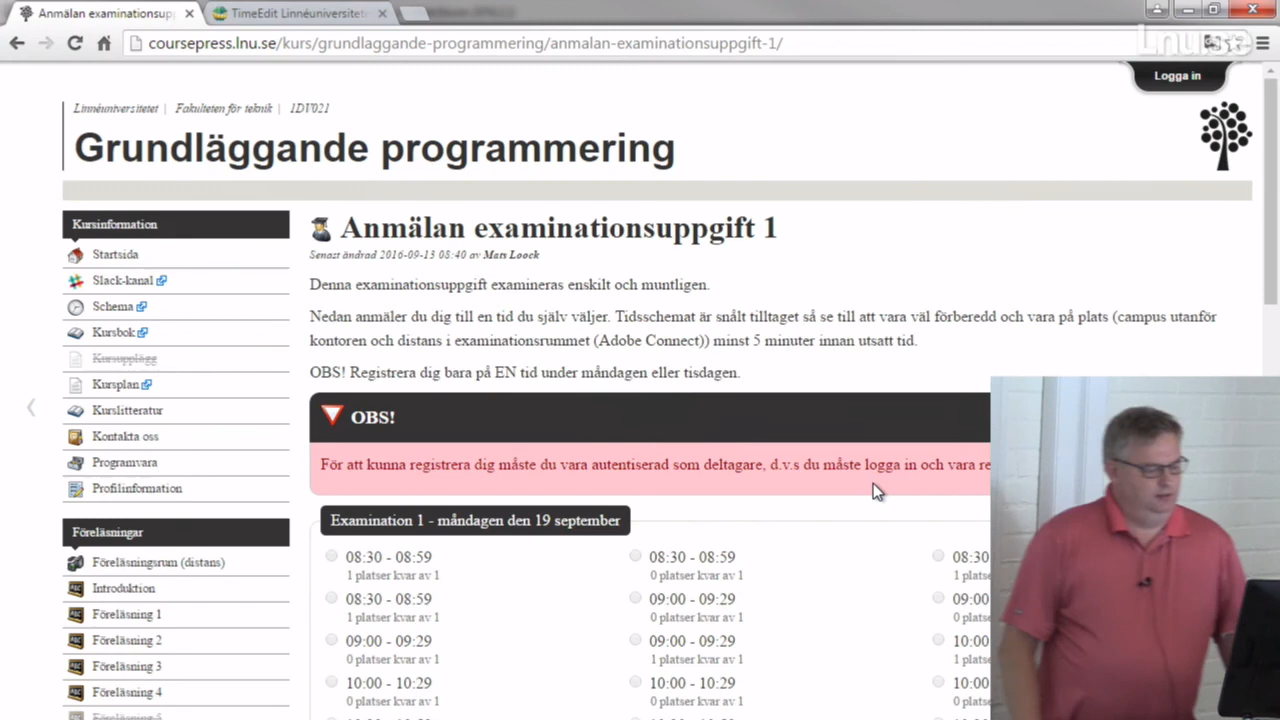 Anmälan examinationsup
TimeEdit Linnéuniversitet
coursepress.lnu.se/kurs/grundlaggande-programmering/anmalan-examinationsuppgift-1/
Lnu.se
Logga in
Linnéuniversitetet | Fakulteten för teknik | 1DV021
Grundläggande programmering
Kursinformation
Startsida
Slack-kanal
Schema
Kursbok
Kursupplägg
Kursplan
Kurslitteratur
Kontakta oss
Programvara
Profilinformation
Föreläsningar
Föreläsningsrum (distans)
Introduktion
Föreläsning 1
Föreläsning 2
Föreläsning 3
Föreläsning 4
Föreläsning 5
Anmälan examinationsuppgift 1
Senast ändrad 2016-09-13 08:40 av Mats Loock
Denna examinationsuppgift examineras enskilt och muntligen.
Nedan anmäler du dig till en tid du själv väljer. Tidsschemat är snålt tilltaget så se till att vara väl förberedd och vara på plats (campus utanför
kontoren och distans i examinationsrummet (Adobe Connect)) minst 5 minuter innan utsatt tid.
OBS! Registrera dig bara på EN tid under måndagen eller tisdagen.
OBS!
För att kunna registrera dig måste du vara autentiserad som deltagare, d.v.s du måste logga in och vara re
Examination 1 - måndagen den 19 september
08:30 - 08:59 08:30 - 08:59 08:30
1 platser kvar av 1 0 platser kvar av 1 1 platse
08:30 - 08:59 09:00 - 09:29 09:00
1 platser kvar av 1 0 platser kvar av 1 0 platse
09:00 - 09:29 09:00 - 09:29 10:00
0 platser kvar av 1 1 platser kvar av 1 1 platse
10:00 - 10:29 10:00 - 10:29 10:00
0 platser kvar av 1 0 platser kvar av 1 0 platse